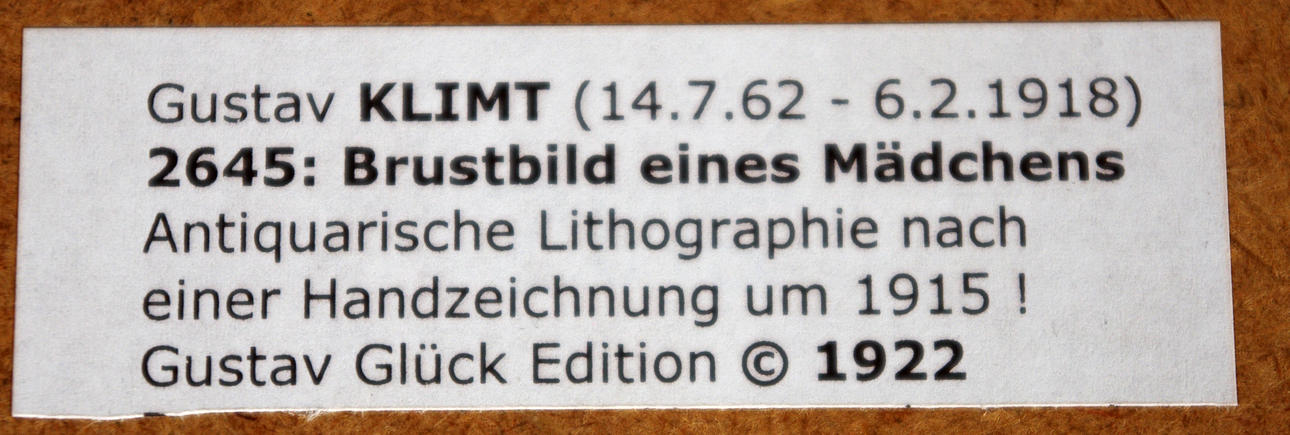 Gustav KLIMT (14.7.62 - 6.2.1918)
2645: Brustbild eines Mädchens
Antiquarische Lithographie nach
einer Handzeichnung um 1915 !
Gustav Glück Edition © 1922